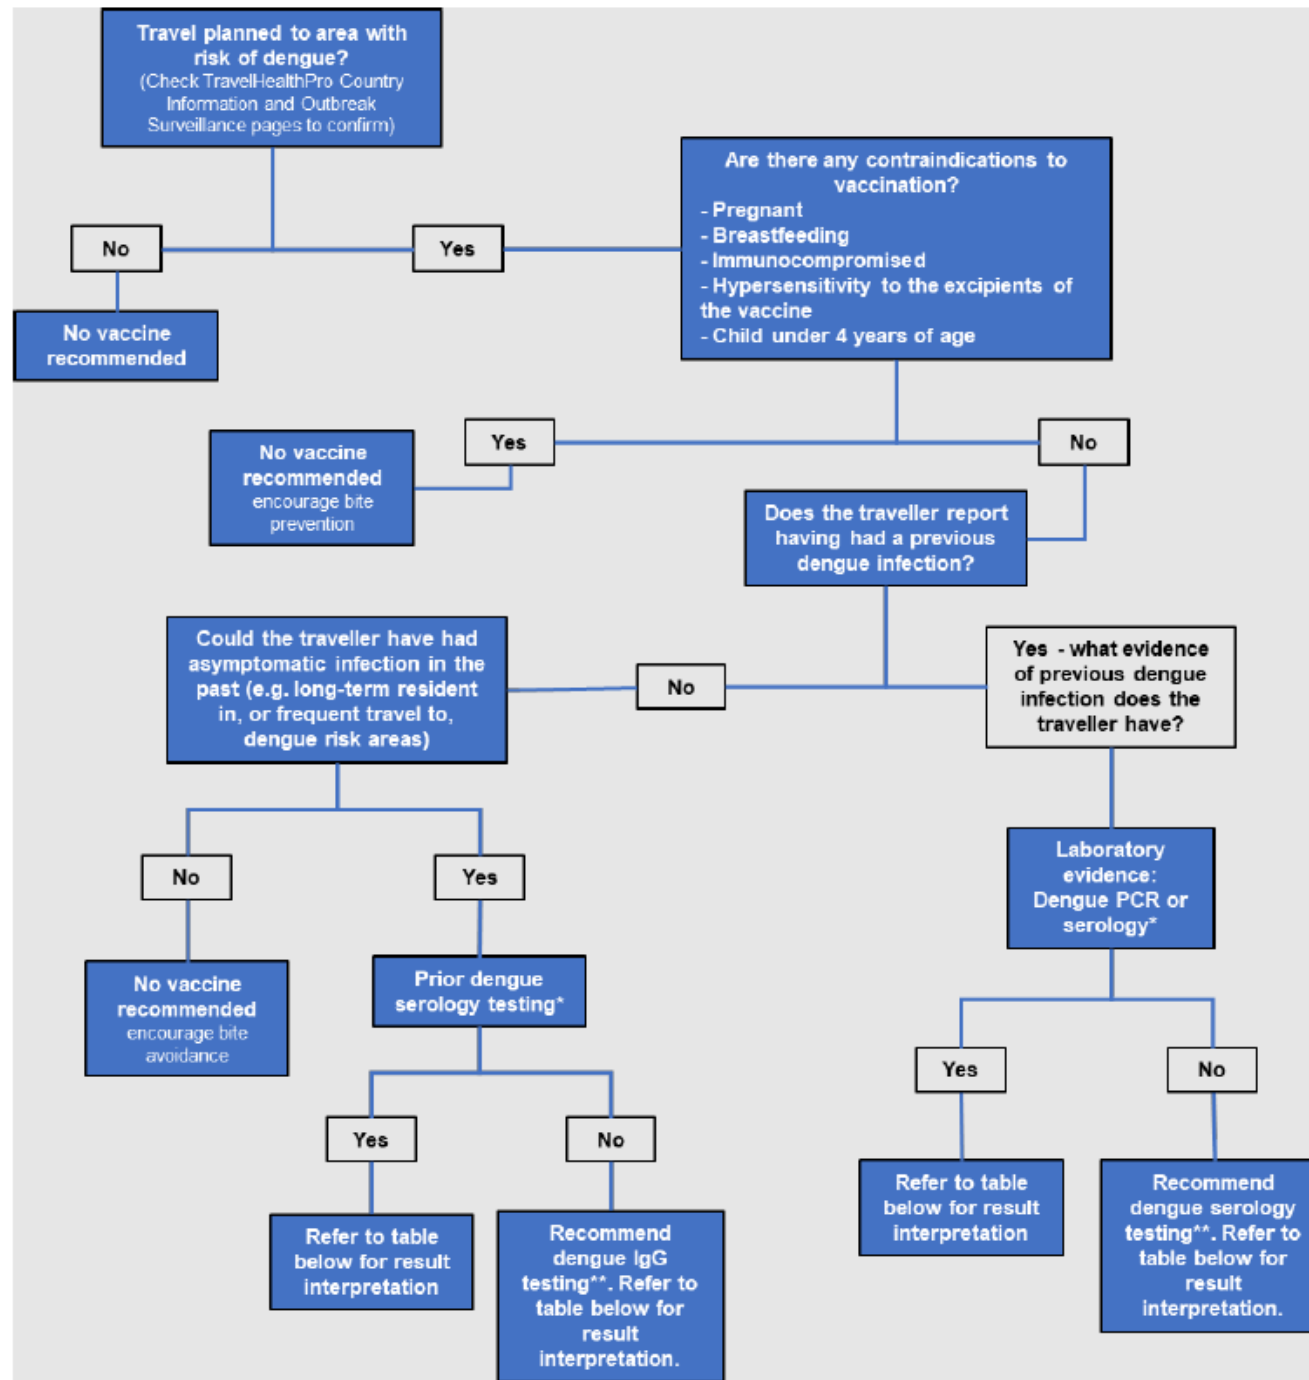 Travel planned to area with
risk of dengue?
(Check TravelHealthPro Country
Information and Outbreak
Surveillance pages to confirm)
Are there any contraindications to
vaccination?
- Pregnant
- Breastfeeding
- Immunocompromised
- Hypersensitivity to the excipients of
the vaccine
- Child under 4 years of age
No
Yes
No vaccine
recommended
Yes
No
No vaccine
recommended
encourage bite
prevention
Does the traveller report
having had a previous
dengue infection?
Could the traveller have had
asymptomatic infection in the
past (e.g. long-term resident
in, or frequent travel to,
dengue risk areas)
No
Yes - what evidence
of previous dengue
infection does the
traveller have?
No
Yes
Laboratory
evidence:
Dengue PCR or
serology*
No vaccine
recommended
encourage bite
avoidance
Prior dengue
serology testing*
Yes
No
Yes
No
Refer to table
below for result
interpretation
Recommend
dengue IgG
testing**. Refer to
table below for
result
interpretation.
Refer to table
below for result
interpretation
Recommend
dengue serology
testing**. Refer to
table below for
result
interpretation.